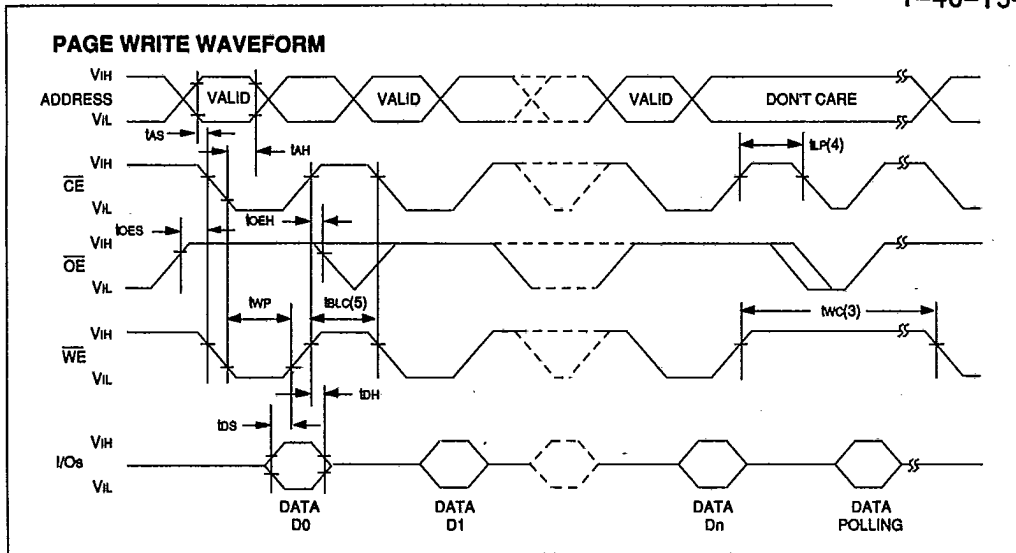 PAGE WRITE WAVEFORM
VIH
ADDRESS
VIL
VALID
VALID
VALID
DON'T CARE
tAS
tAH
tLP(4)
VIH
CE
VIL
tOES
tOEH
VIH
OE
VIL
tWP
tBLC(5)
tWC(3)
VIH
WE
VIL
tDS
tDH
VIH
I/Os
VIL
DATA
D0
DATA
D1
DATA
Dn
DATA
POLLING